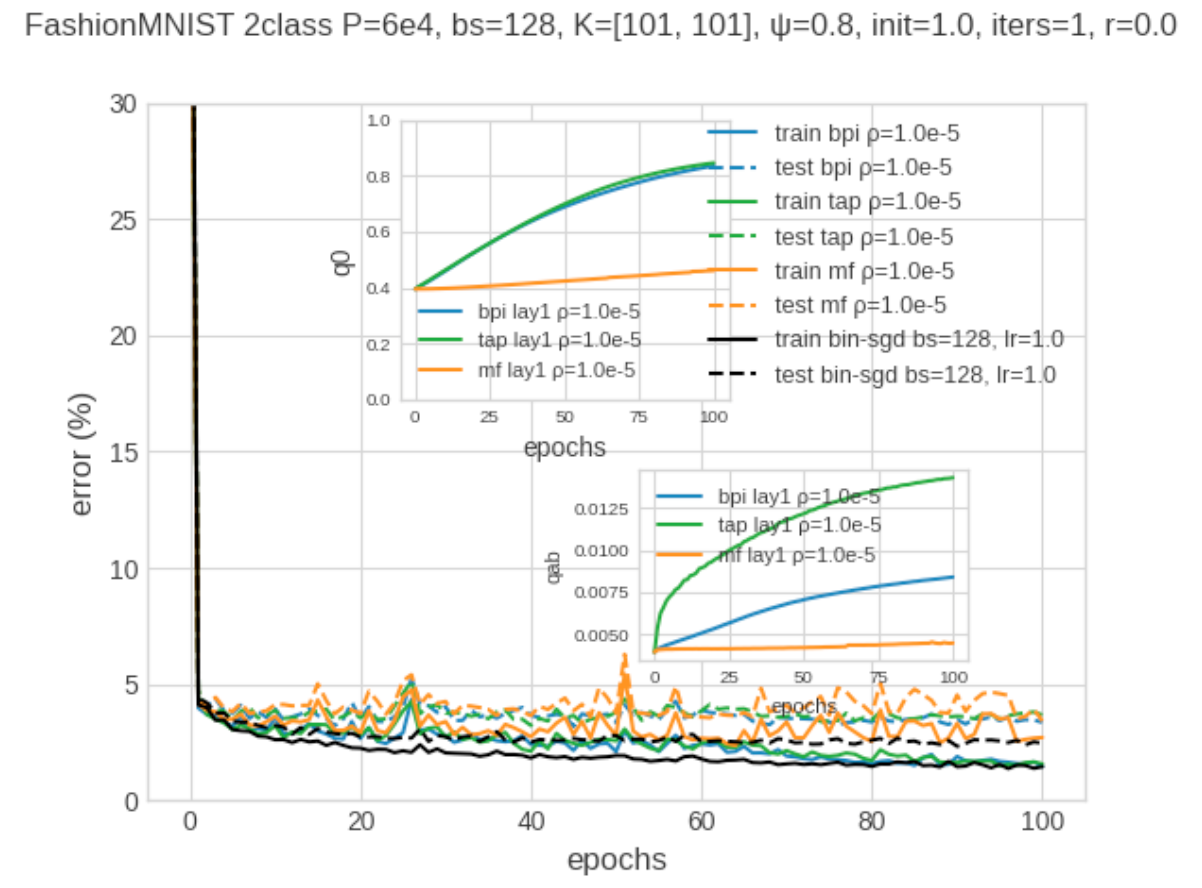 FashionMNIST 2class P=6e4, bs=128, K=[101, 101], ψ=0.8, init=1.0, iters=1, r=0.0
30
25
20
15
10
5
0
error (%)
0
20
40
60
80
100
epochs
train bpi ρ=1.0e-5
test bpi ρ=1.0e-5
train tap ρ=1.0e-5
test tap ρ=1.0e-5
train mf ρ=1.0e-5
test mf ρ=1.0e-5
train bin-sgd bs=128, lr=1.0
test bin-sgd bs=128, lr=1.0
1.0
0.8
0.6
0.4
0.2
0.0
q0
bpi lay1 ρ=1.0e-5
tap lay1 ρ=1.0e-5
mf lay1 ρ=1.0e-5
0
25
50
75
100
epochs
0.0125
0.0100
0.0075
0.0050
qab
bpi lay1 ρ=1.0e-5
tap lay1 ρ=1.0e-5
mf lay1 ρ=1.0e-5
0
25
50
75
100
epochs